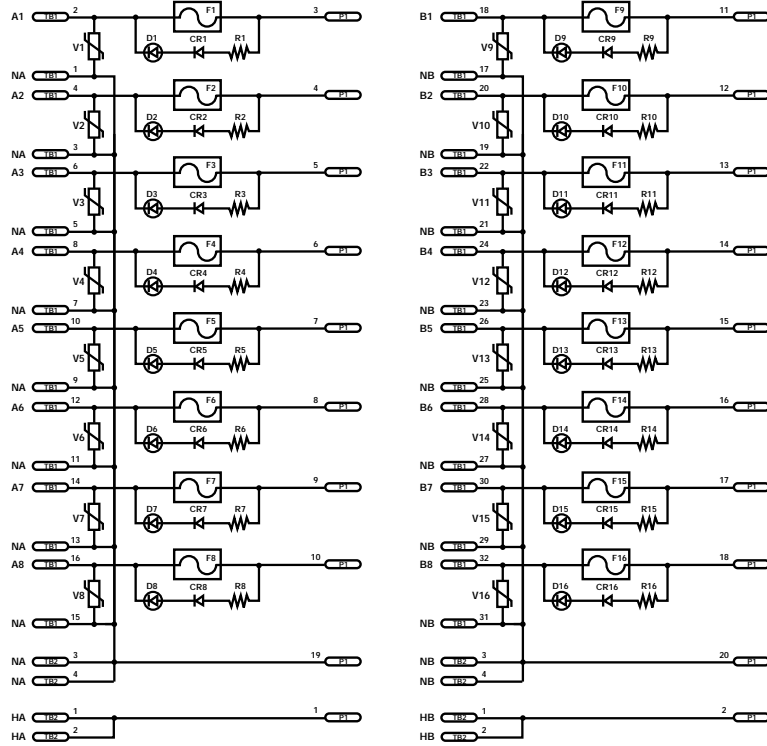 A1 TB1 2 F1 3 P1
D1 CR1 R1
V1
NA TB1 1
A2 TB1 4 F2 4 P1
D2 CR2 R2
V2
NA TB1 3
A3 TB1 6 F3 5 P1
D3 CR3 R3
V3
NA TB1 5
A4 TB1 8 F4 6 P1
D4 CR4 R4
V4
NA TB1 7
A5 TB1 10 F5 7 P1
D5 CR5 R5
V5
NA TB1 9
A6 TB1 12 F6 8 P1
D6 CR6 R6
V6
NA TB1 11
A7 TB1 14 F7 9 P1
D7 CR7 R7
V7
NA TB1 13
A8 TB1 16 F8 10 P1
D8 CR8 R8
V8
NA TB1 15
NA TB2 3 19 P1
NA TB2 4
HA TB2 1 1 P1
HA TB2 2
B1 TB1 18 F9 11 P1
D9 CR9 R9
V9
NB TB1 17
B2 TB1 20 F10 12 P1
D10 CR10 R10
V10
NB TB1 19
B3 TB1 22 F11 13 P1
D11 CR11 R11
V11
NB TB1 21
B4 TB1 24 F12 14 P1
D12 CR12 R12
V12
NB TB1 23
B5 TB1 26 F13 15 P1
D13 CR13 R13
V13
NB TB1 25
B6 TB1 28 F14 16 P1
D14 CR14 R14
V14
NB TB1 27
B7 TB1 30 F15 17 P1
D15 CR15 R15
V15
NB TB1 29
B8 TB1 32 F16 18 P1
D16 CR16 R16
V16
NB TB1 31
NB TB2 3 20 P1
NB TB2 4
HB TB2 1 2 P1
HB TB2 2